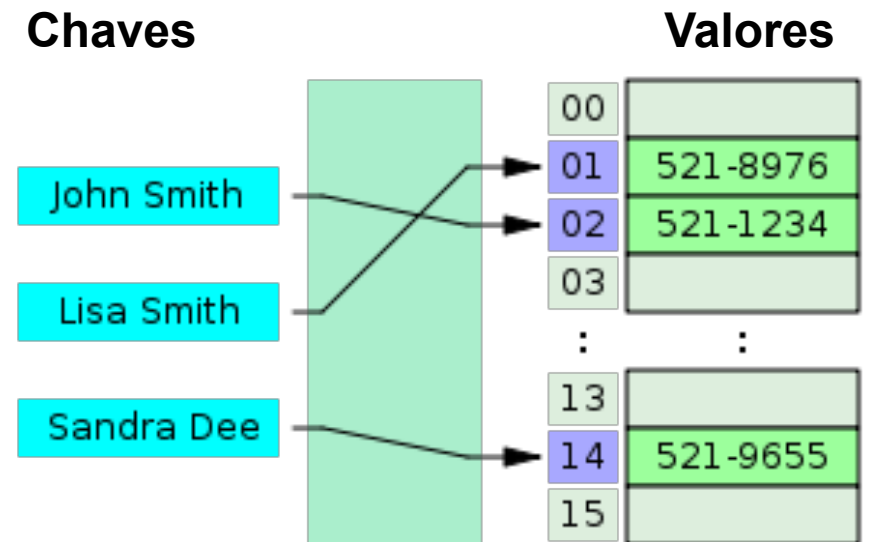 Chaves
Valores
00
John Smith
01 521-8976
02 521-1234
Lisa Smith
03
: :
13
Sandra Dee
14 521-9655
15